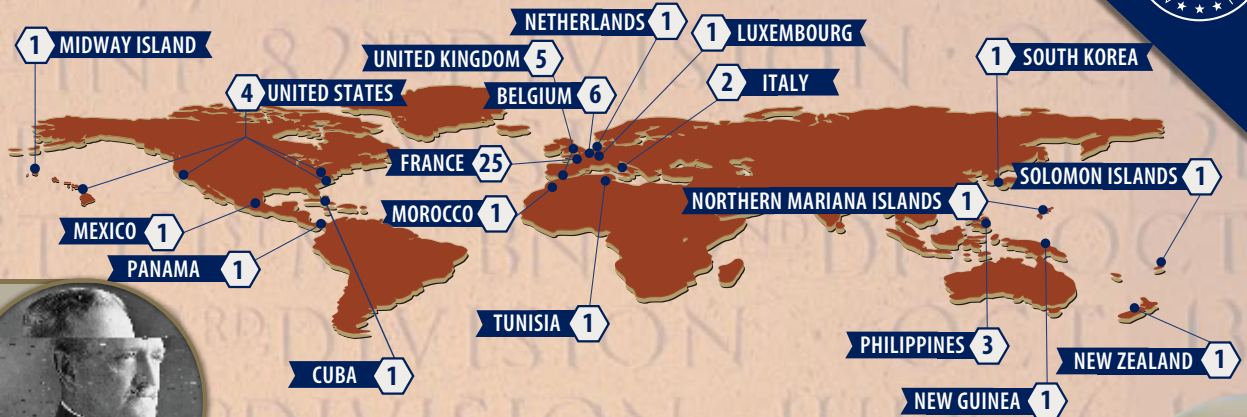 NETHERLANDS 1
1 LUXEMBOURG
1 MIDWAY ISLAND
UNITED KINGDOM 5
1 SOUTH KOREA
4 UNITED STATES
BELGIUM 6
2 ITALY
FRANCE 25
SOLOMON ISLANDS 1
NORTHERN MARIANA ISLANDS 1
MOROCCO 1
MEXICO 1
PANAMA 1
TUNISIA 1
PHILIPPINES 3
NEW ZEALAND 1
CUBA 1
NEW GUINEA 1